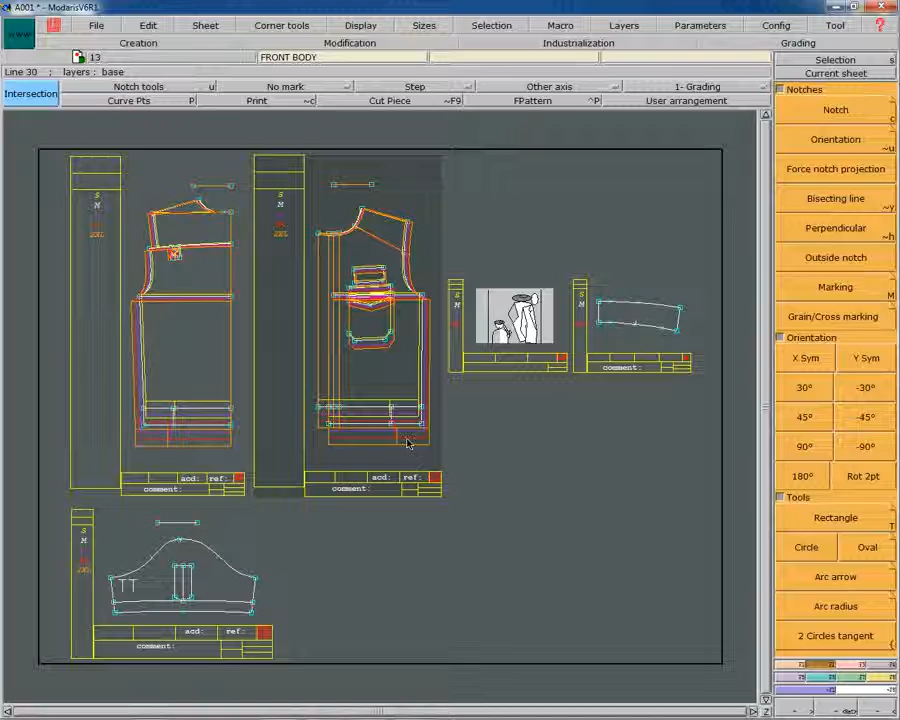 A001 * - ModarisV6R1
File Edit Sheet Corner tools Display Sizes Selection Macro Layers Parameters Config Tool ?
Creation Modification Industrialization Grading
13 FRONT BODY
Selection s
Line 30 ; layers : base
Current sheet
Intersection
Notch tools u No mark Step Other axis 1- Grading
Curve Pts P Print ~c Cut Piece ~F9 FPattern ^P User arrangement
Notches
Notch c
Orientation ~u
Force notch projection
Bisecting line ~y
Perpendicular ~h
Outside notch
Marking M
Grain/Cross marking
Orientation
X Sym Y Sym
30° -30°
45° -45°
90° -90°
180° Rot 2pt
Tools
Rectangle T
Circle Oval
Arc arrow
Arc radius
2 Circles tangent (
S
M
S
M
S
M
S
M
comment:
acd: ref:
comment:
acd: ref:
comment:
S
M
TT
acd: ref:
comment: